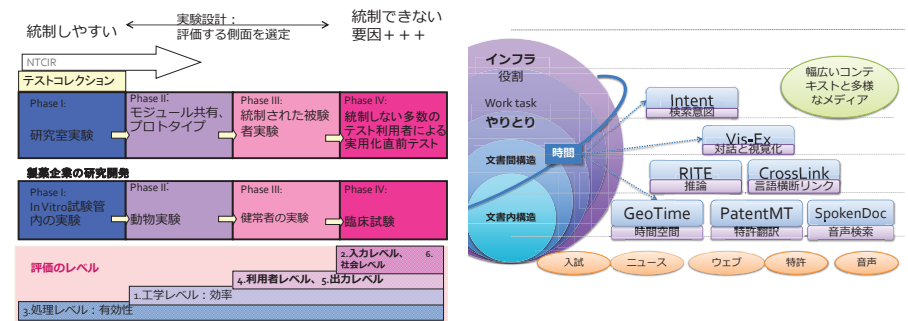 統制しやすい
実験設計：
評価する側面を選定
統制できない
要因+++
NTCIR
テストコレクション
Phase I:
研究室実験
Phase II:
モジュール共有、
プロトタイプ
Phase III:
統制された被験
者実験
Phase IV:
統制しない多数の
テスト利用者による
実用化直前テスト
製薬企業の研究開発
Phase I:
In Vitro試験管
内の実験
Phase II:
動物実験
Phase III:
健常者の実験
Phase IV:
臨床試験
評価のレベル
2.入力レベル、 6.
社会レベル
4.利用者レベル、5.出力レベル
1.工学レベル：効率
3.処理レベル：有効性
インフラ
役割
Work task
やりとり
文書間構造
文書内構造
時間
幅広いコンテ
キストと多様
なメディア
Intent
検索意図
Vis-Ex
対話と視覚化
RITE
推論
CrossLink
言語横断リンク
GeoTime
時間空間
PatentMT
特許翻訳
SpokenDoc
音声検索
入試
ニュース
ウェブ
特許
音声